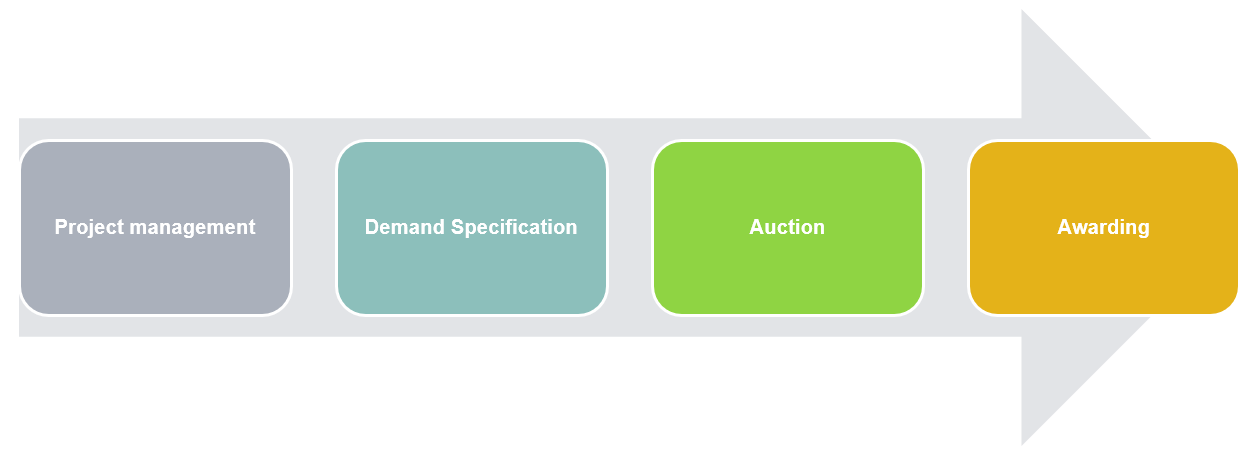 Project management
Demand Specification
Auction
Awarding